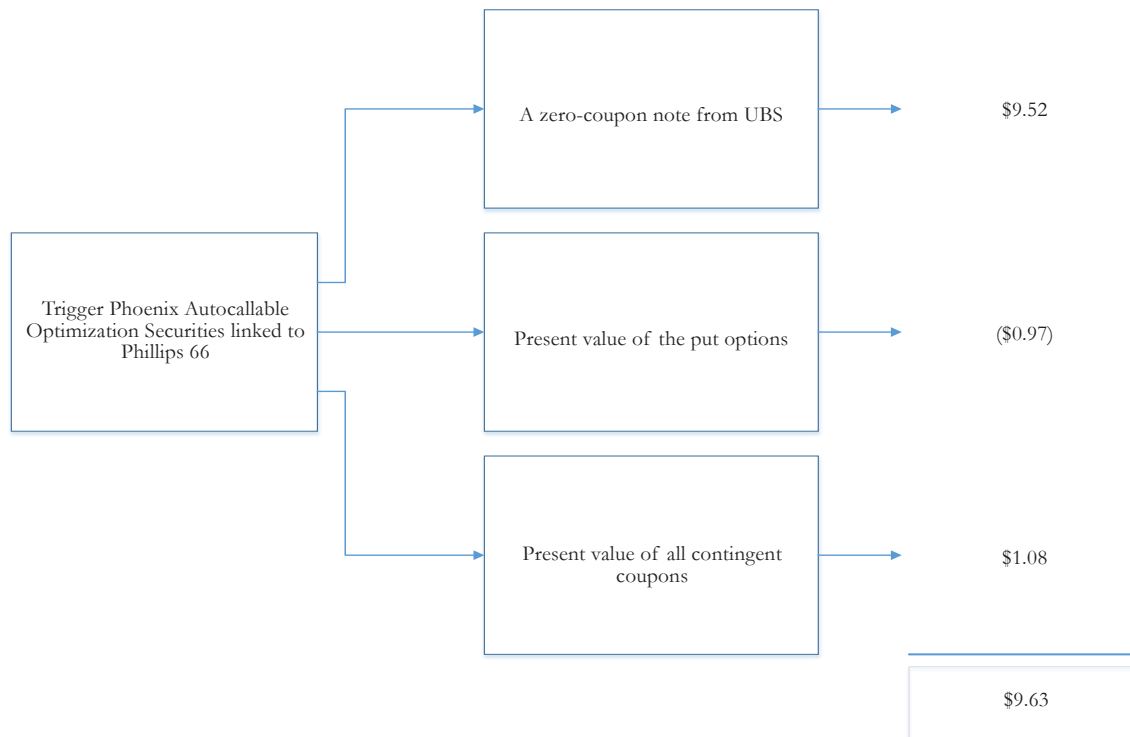 A zero-coupon note from UBS
$9.52
Trigger Phoenix Autocallable
Optimization Securities linked to
Phillips 66
Present value of the put options
($0.97)
Present value of all contingent
coupons
$1.08
$9.63